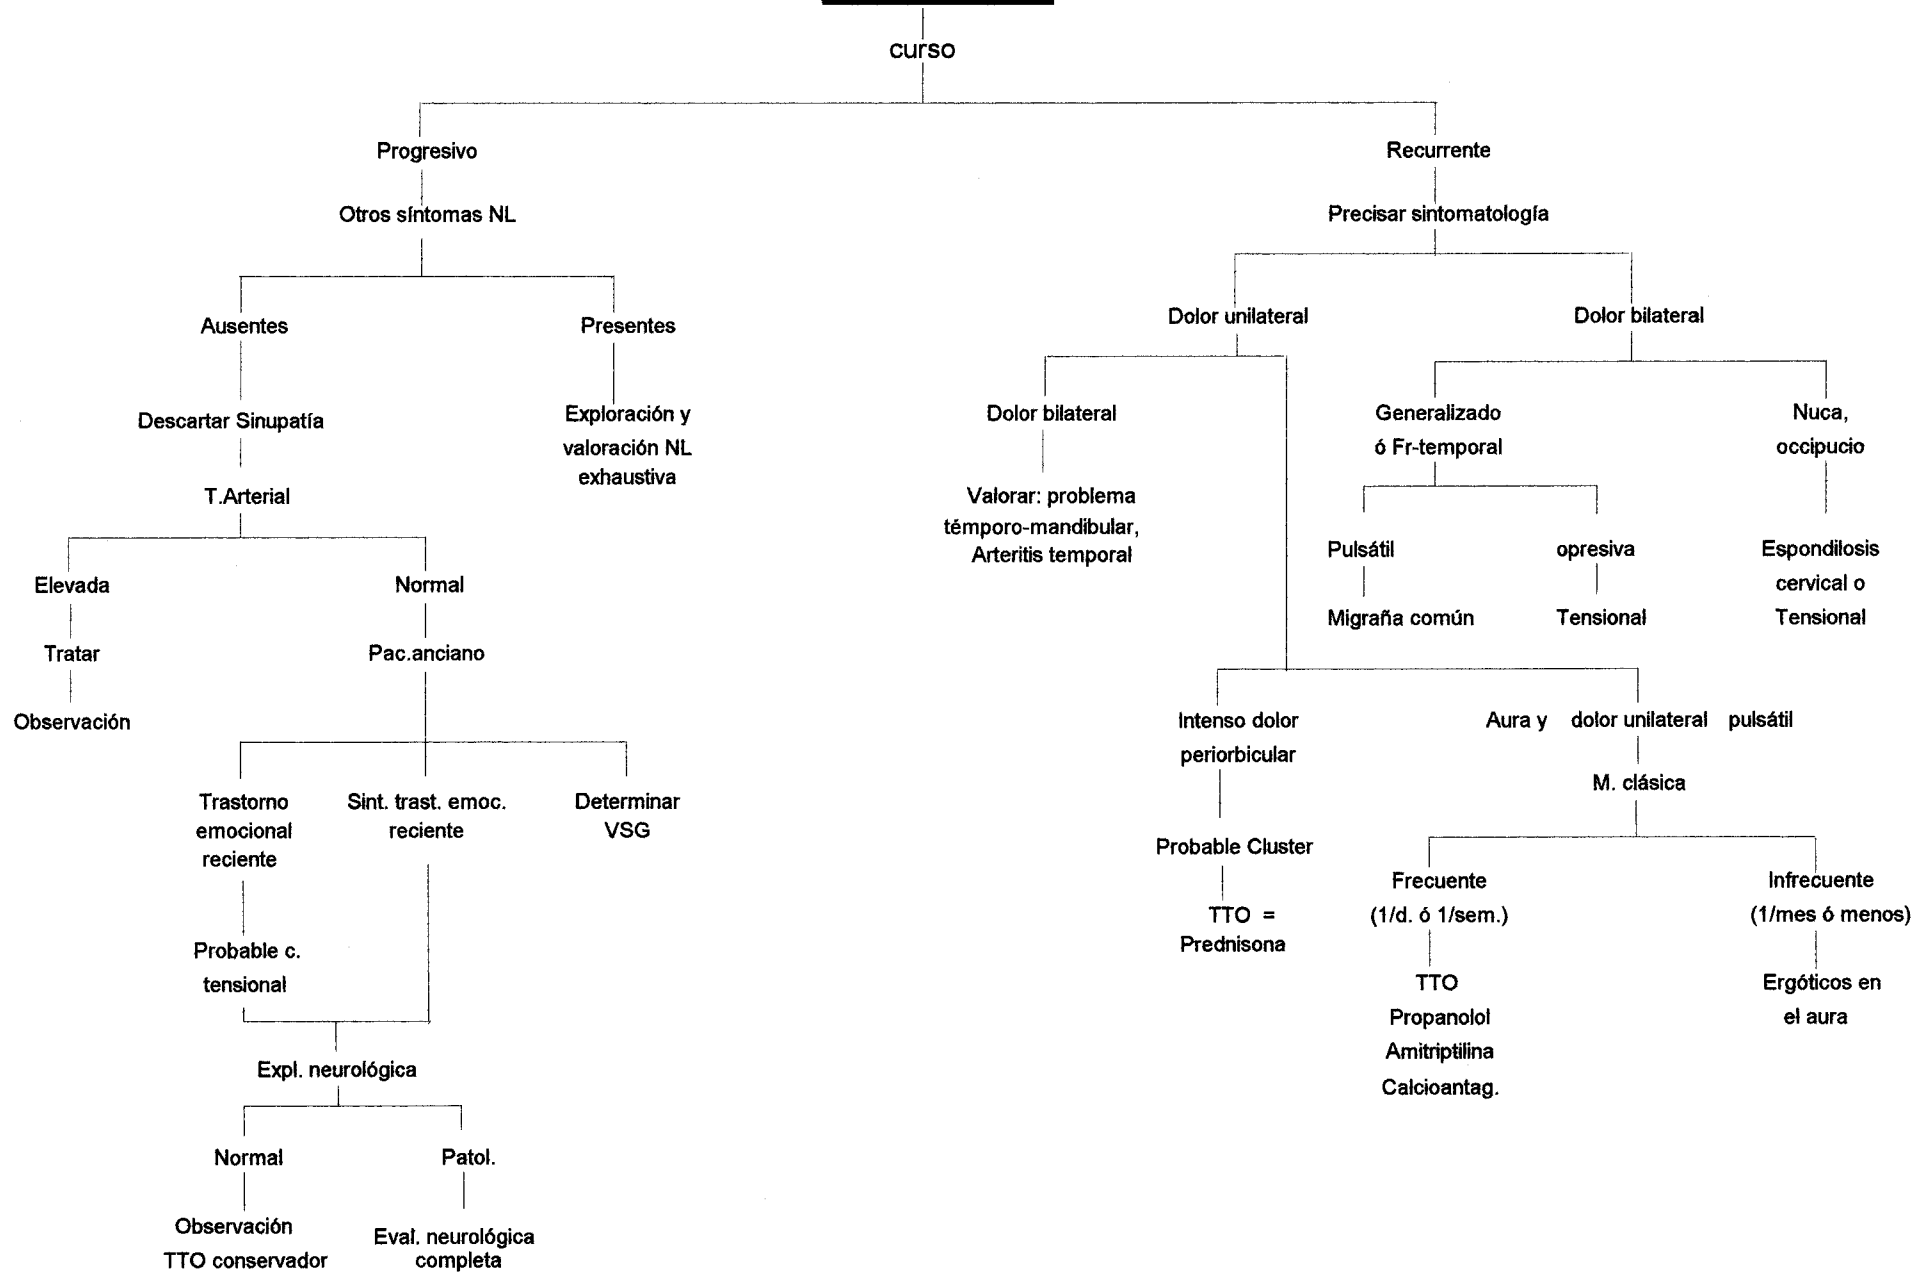 curso
Progresivo
Otros síntomas NL
Ausentes
Presentes
Descartar Sinupatía
Exploración y
valoración NL
exhaustiva
T.Arterial
Elevada
Normal
Tratar
Pac.anciano
Observación
Trastorno
emocional
reciente
Sint. trast. emoc.
reciente
Determinar
VSG
Probable c.
tensional
Expl. neurológica
Normal
Patol.
Observación
TTO conservador
Eval. neurológica
completa
Recurrente
Precisar sintomatología
Dolor unilateral
Dolor bilateral
Dolor bilateral
Valorar: problema
témporo-mandibular,
Arteritis temporal
Generalizado
ó Fr-temporal
Nuca,
occipucio
Pulsátil
opresiva
Espondilosis
cervical o
Tensional
Migraña común
Tensional
Intenso dolor
periorbicular
Aura y dolor unilateral pulsátil
M. clásica
Probable Cluster
TTO =
Prednisona
Frecuente
(1/d. ó 1/sem.)
Infrecuente
(1/mes ó menos)
TTO
Propanolol
Amitriptilina
Calcioantag.
Ergóticos en
el aura